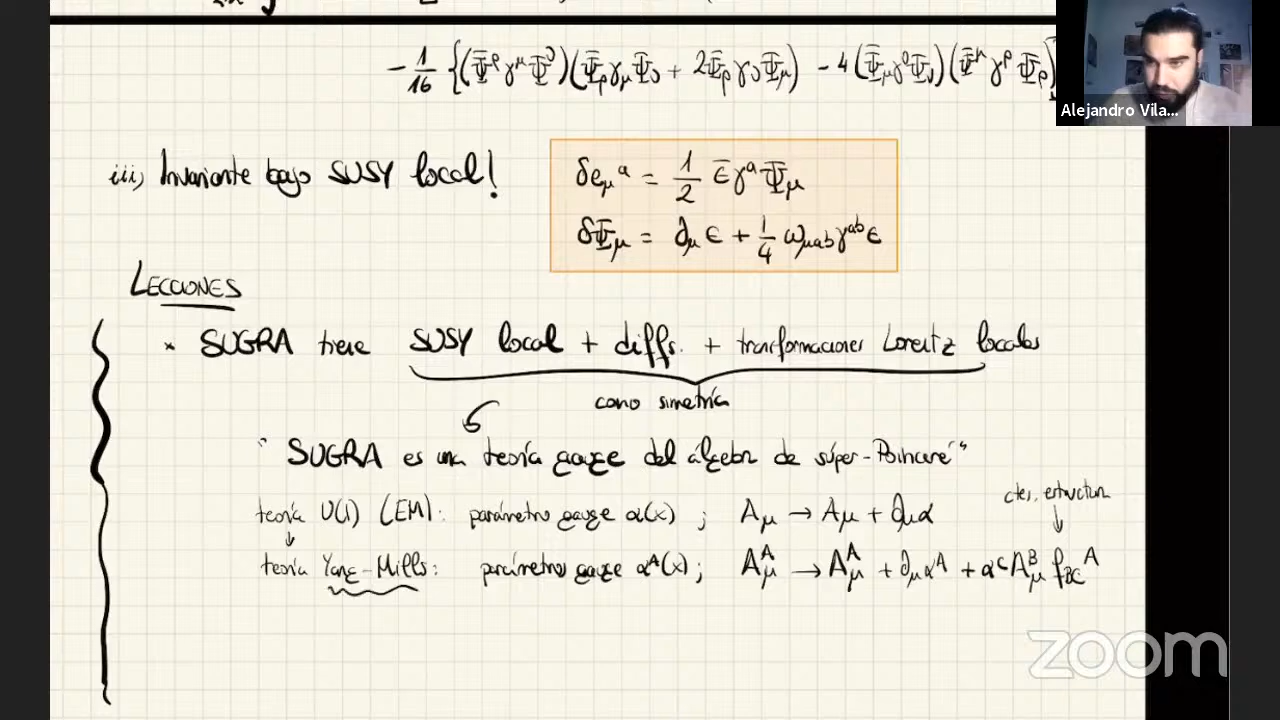 -1/16 {(Ψ̄^ρ γ^μ Ψ^ν)(Ψ̄_ρ γ_μ Ψ_ν + 2Ψ̄_ρ γ_ν Ψ_μ) - 4(Ψ̄_μ γ^ν Ψ_ν)(Ψ̄^μ γ^ρ Ψ_ρ)
Alejandro Vila...
iii) Invariante bajo SUSY local!
δe_μ^a = 1/2 ε̄ γ^a Ψ_μ
δΨ_μ = ∂_μ ε + 1/4 ω_μab γ^ab ε
LECCIONES
* SUGRA tiene SUSY local + diffs. + transformaciones Lorentz locales
como simetría
"SUGRA es una teoría gauge del álgebra de súper-Poincaré"
ctes. estructura
teoría U(1) (EM): parámetro gauge α(x) ; A_μ → A_μ + ∂_μ α
↓
teoría Yang-Mills: parámetro gauge α^A(x) ; A_μ^A → A_μ^A + ∂_μ α^A + α^C A_μ^B f_BC^A
zoom